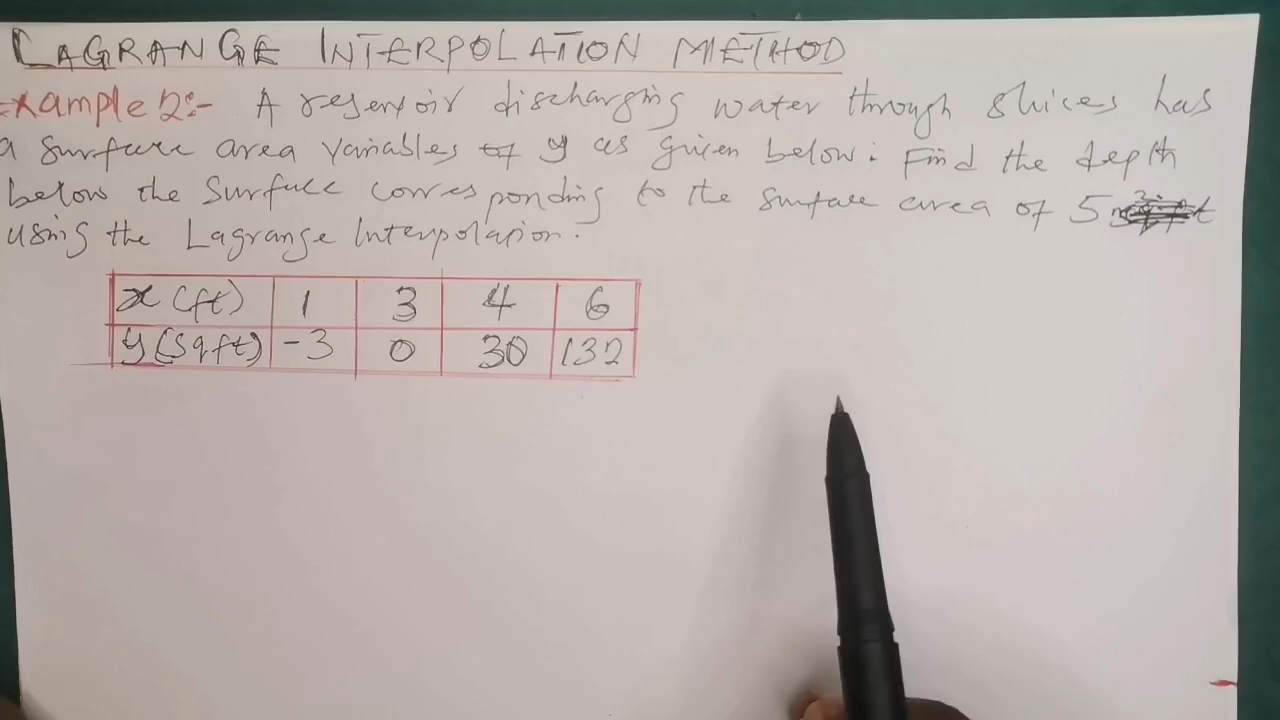 LAGRANGE INTERPOLATION METHOD
Example 2:- A reservoir discharging water through sluices has
a surface area variables of y as given below: Find the depth
below the surface corresponding to the surface area of 5
using the Lagrange Interpolation.
x (ft) 1 3 4 6
y (sqft) -3 0 30 132